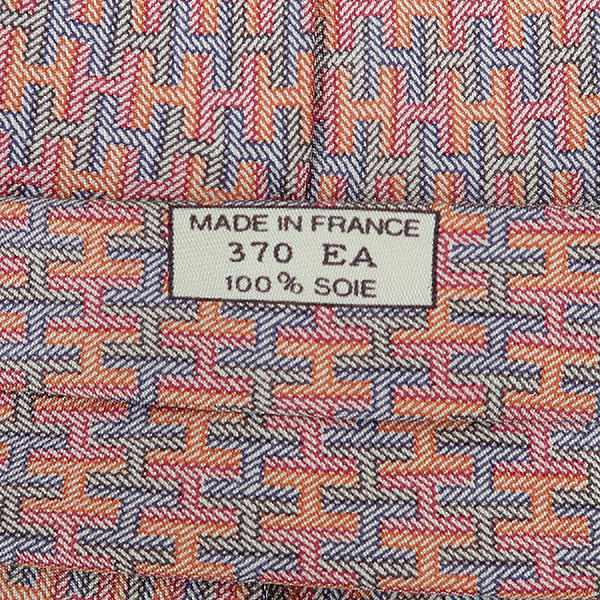 MADE IN FRANCE
370 EA
100% SOIE